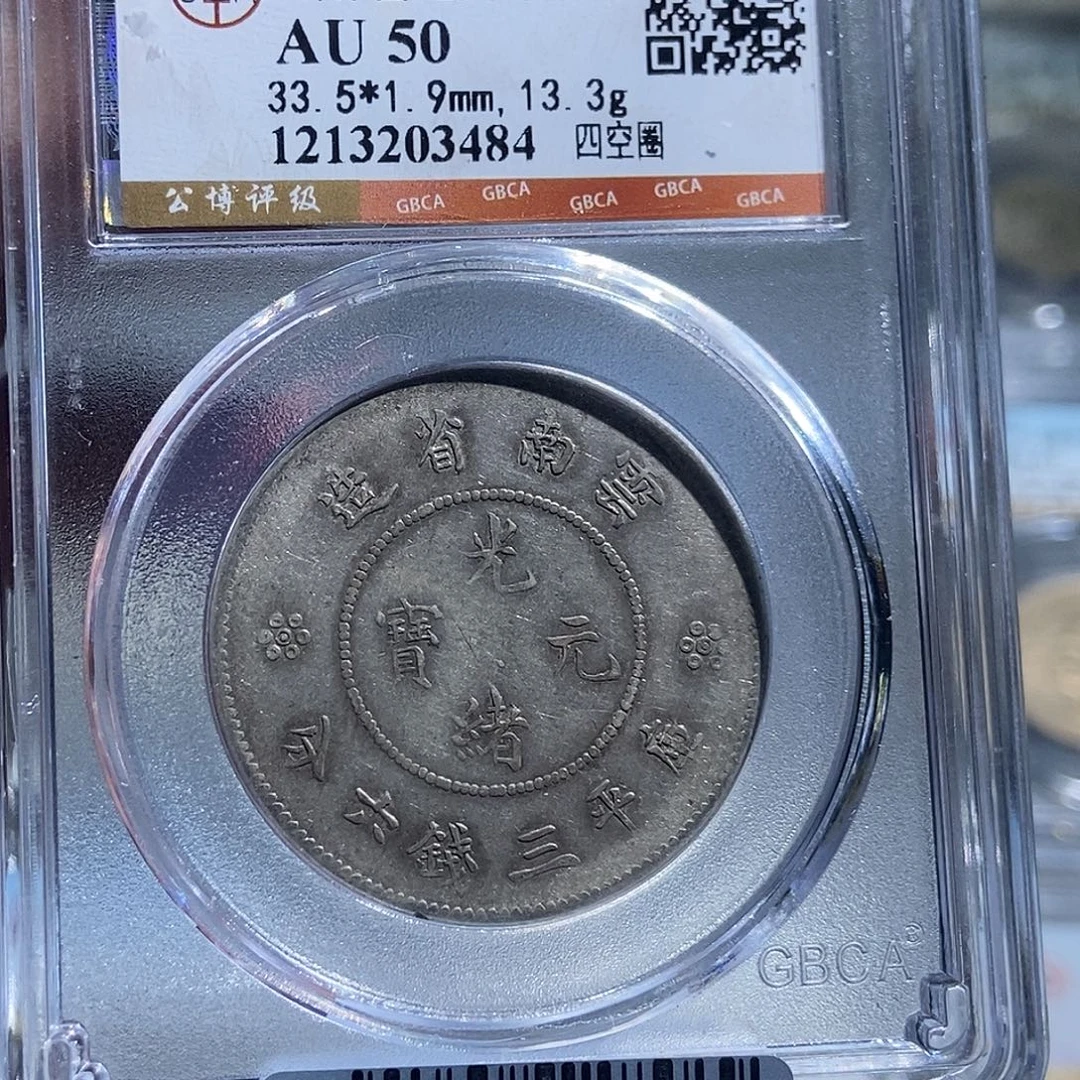 AU 50
33.5*1.9mm, 13.3g
1213203484 四空圈
公博评级 GBCA GBCA GBCA GBCA GBCA
雲南省造
光緒元寶
庫平三錢六分
GBCA